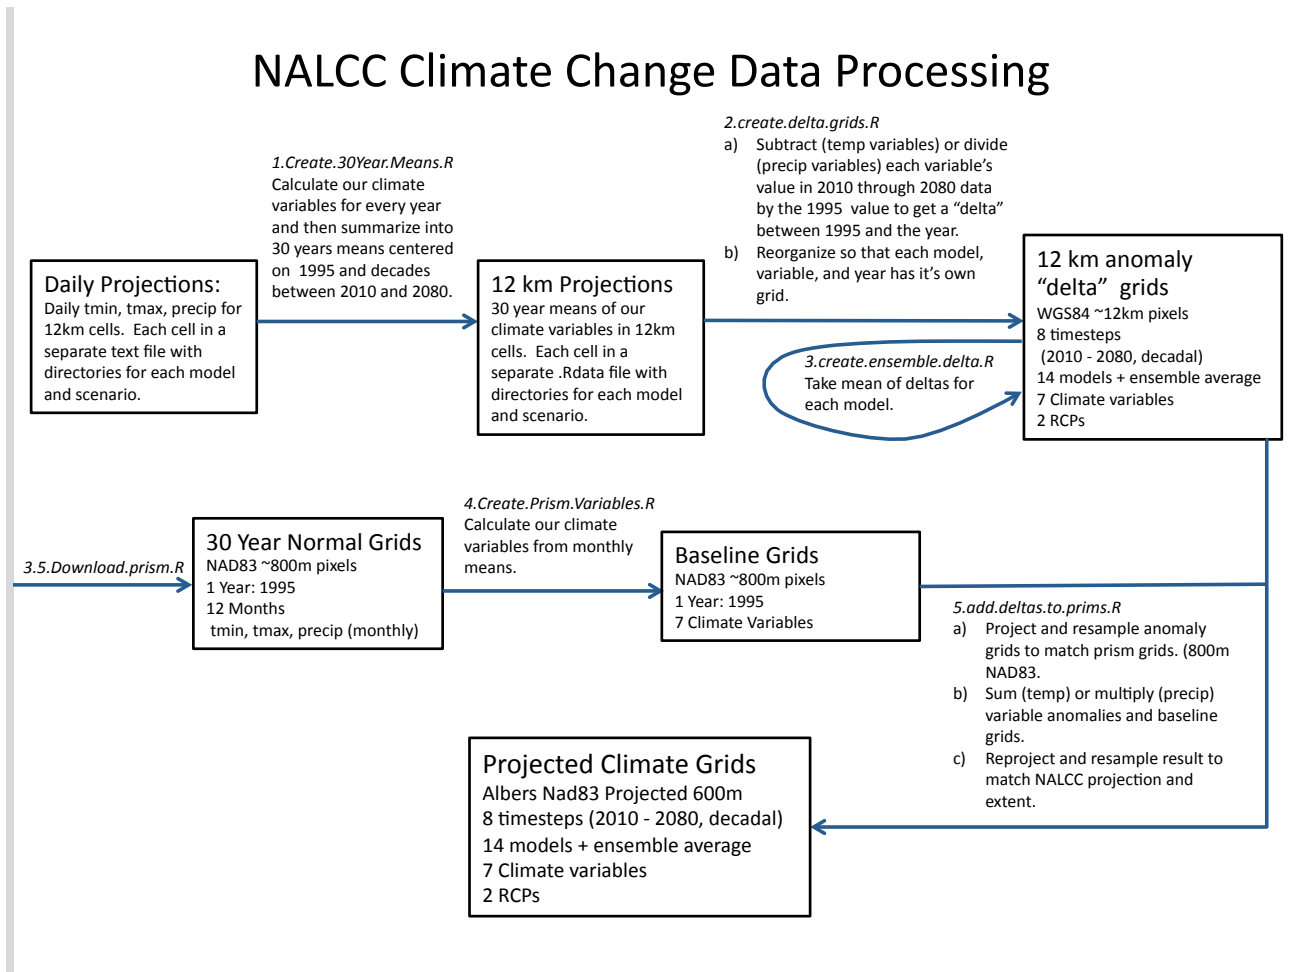 NALCC Climate Change Data Processing
1.Create.30Year.Means.R
Calculate our climate
variables for every year
and then summarize into
30 years means centered
on  1995 and decades
between 2010 and 2080.
2.create.delta.grids.R
a) Subtract (temp variables) or divide
(precip variables) each variable's
value in 2010 through 2080 data
by the 1995  value to get a "delta"
between 1995 and the year.
b) Reorganize so that each model,
variable, and year has it's own
grid.
Daily Projections:
Daily tmin, tmax, precip for
12km cells.  Each cell in a
separate text file with
directories for each model
and scenario.
12 km Projections
30 year means of our
climate variables in 12km
cells.  Each cell in a
separate .Rdata file with
directories for each model
and scenario.
12 km anomaly
"delta"  grids
WGS84 ~12km pixels
8 timesteps
(2010 - 2080, decadal)
14 models + ensemble average
7 Climate variables
2 RCPs
3.create.ensemble.delta.R
Take mean of deltas for
each model.
3.5.Download.prism.R
30 Year Normal Grids
NAD83 ~800m pixels
1 Year: 1995
12 Months
tmin, tmax, precip (monthly)
4.Create.Prism.Variables.R
Calculate our climate
variables from monthly
means.
Baseline Grids
NAD83 ~800m pixels
1 Year: 1995
7 Climate Variables
5.add.deltas.to.prims.R
a) Project and resample anomaly
grids to match prism grids. (800m
NAD83.
b) Sum (temp) or multiply (precip)
variable anomalies and baseline
grids.
c) Reproject and resample result to
match NALCC projection and
extent.
Projected Climate Grids
Albers Nad83 Projected 600m
8 timesteps (2010 - 2080, decadal)
14 models + ensemble average
7 Climate variables
2 RCPs